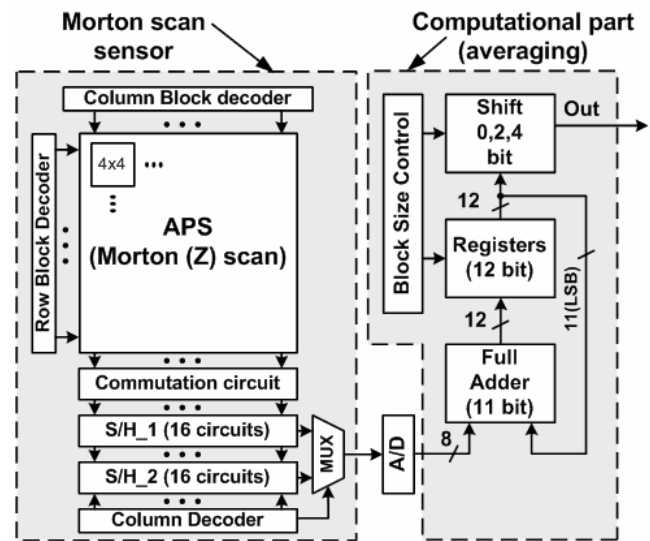 Morton scan
sensor
Computational part
(averaging)
Column Block decoder
Row Block Decoder
4x4
APS
(Morton (Z) scan)
Commutation circuit
S/H_1 (16 circuits)
S/H_2 (16 circuits)
Column Decoder
MUX
A/D
8
Block Size Control
Shift
0,2,4
bit
Out
12
Registers
(12 bit)
11(LSB)
12
Full
Adder
(11 bit)